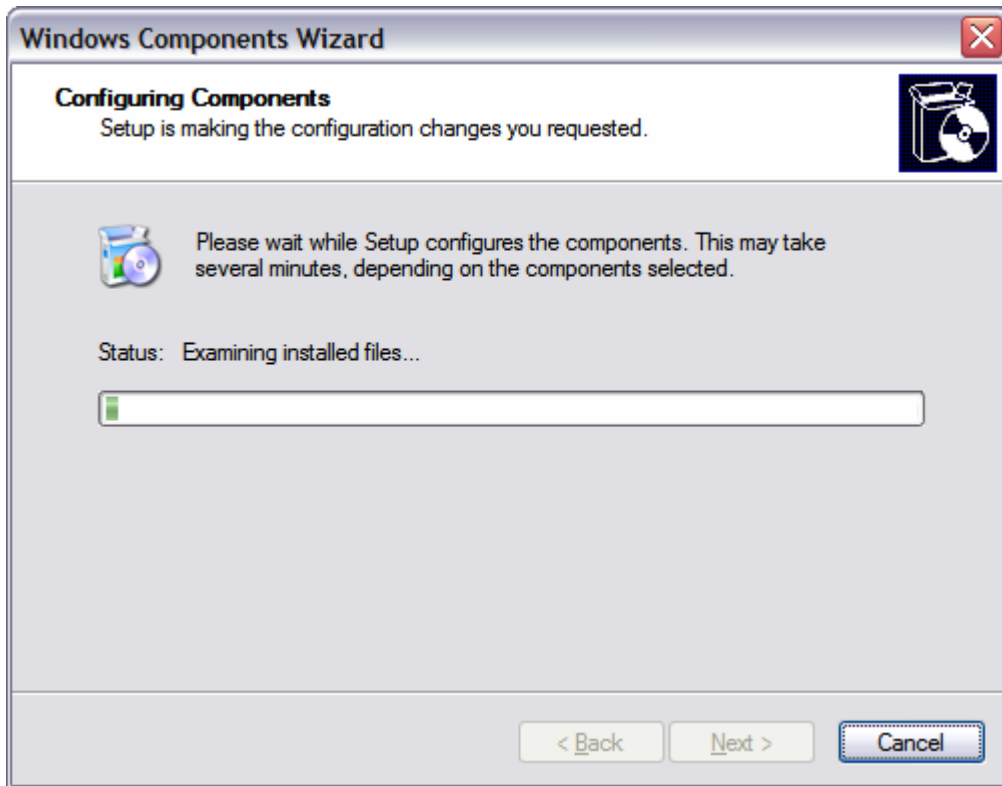 Windows Components Wizard
Configuring Components
Setup is making the configuration changes you requested.
Please wait while Setup configures the components. This may take
several minutes, depending on the components selected.
Status: Examining installed files...
< Back
Next >
Cancel